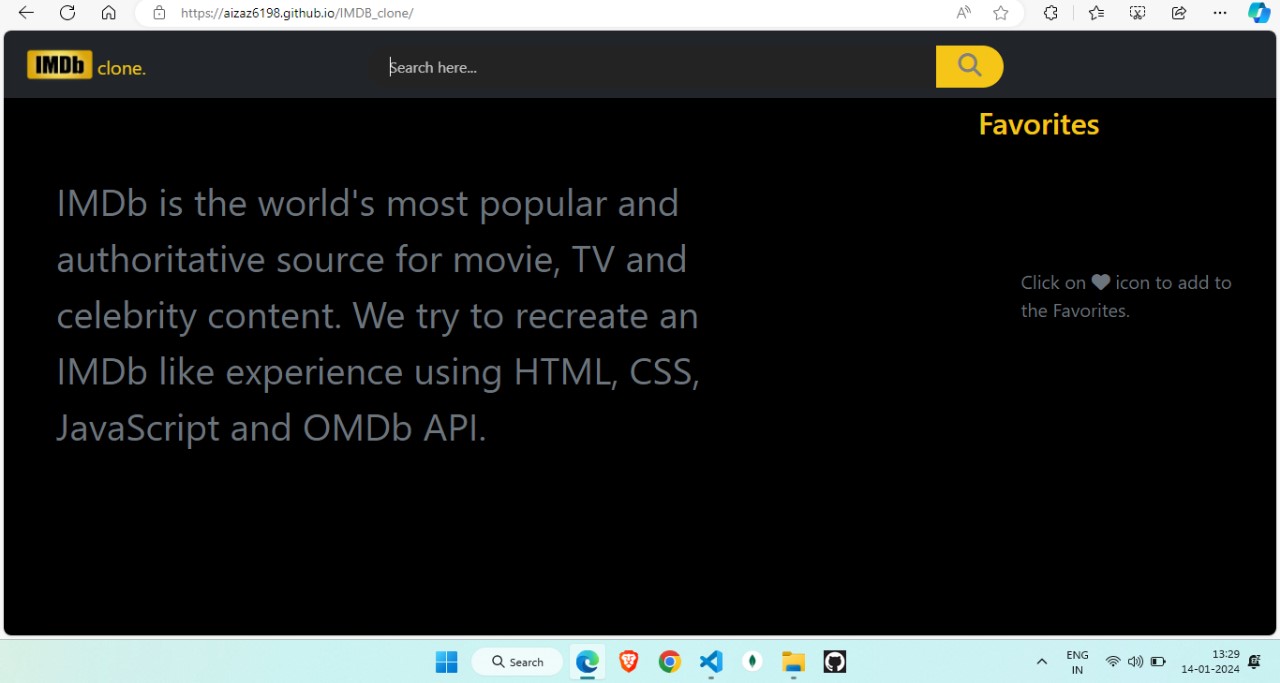 https://aizaz6198.github.io/IMDB_clone/
IMDb clone.
Search here...
Favorites
IMDb is the world's most popular and
authoritative source for movie, TV and
celebrity content. We try to recreate an
IMDb like experience using HTML, CSS,
JavaScript and OMDb API.
Click on icon to add to
the Favorites.
Search
ENG
IN
13:29
14-01-2024